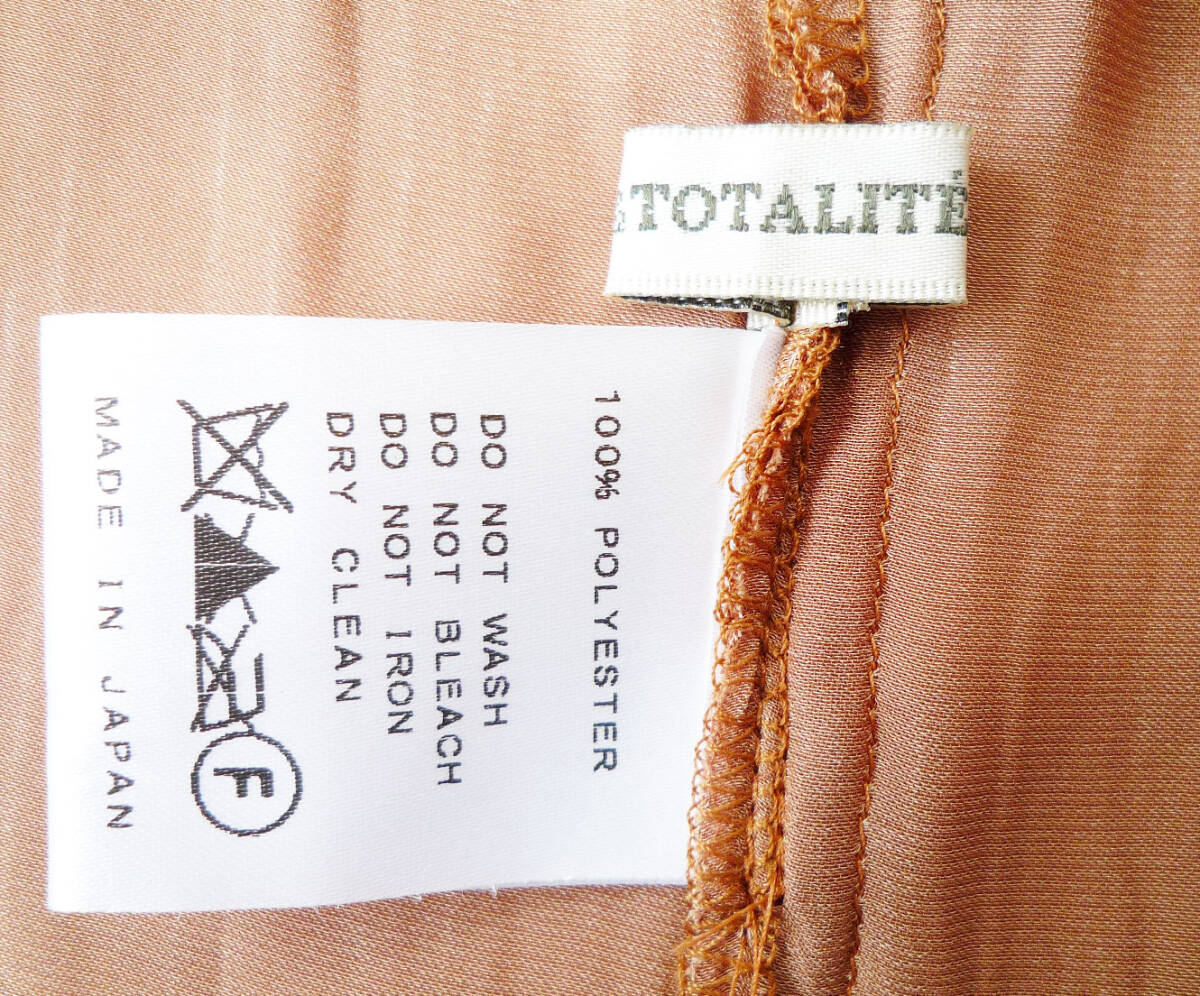 TOTALITÉ
100% POLYESTER
DO NOT WASH
DO NOT BLEACH
DO NOT IRON
DRY CLEAN
F
MADE IN JAPAN